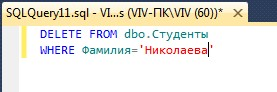 SQLQuery11.sql - VI...s (VIV-ПК\VIV (60))*
DELETE FROM dbo.Студенты
WHERE Фамилия='Николаева'